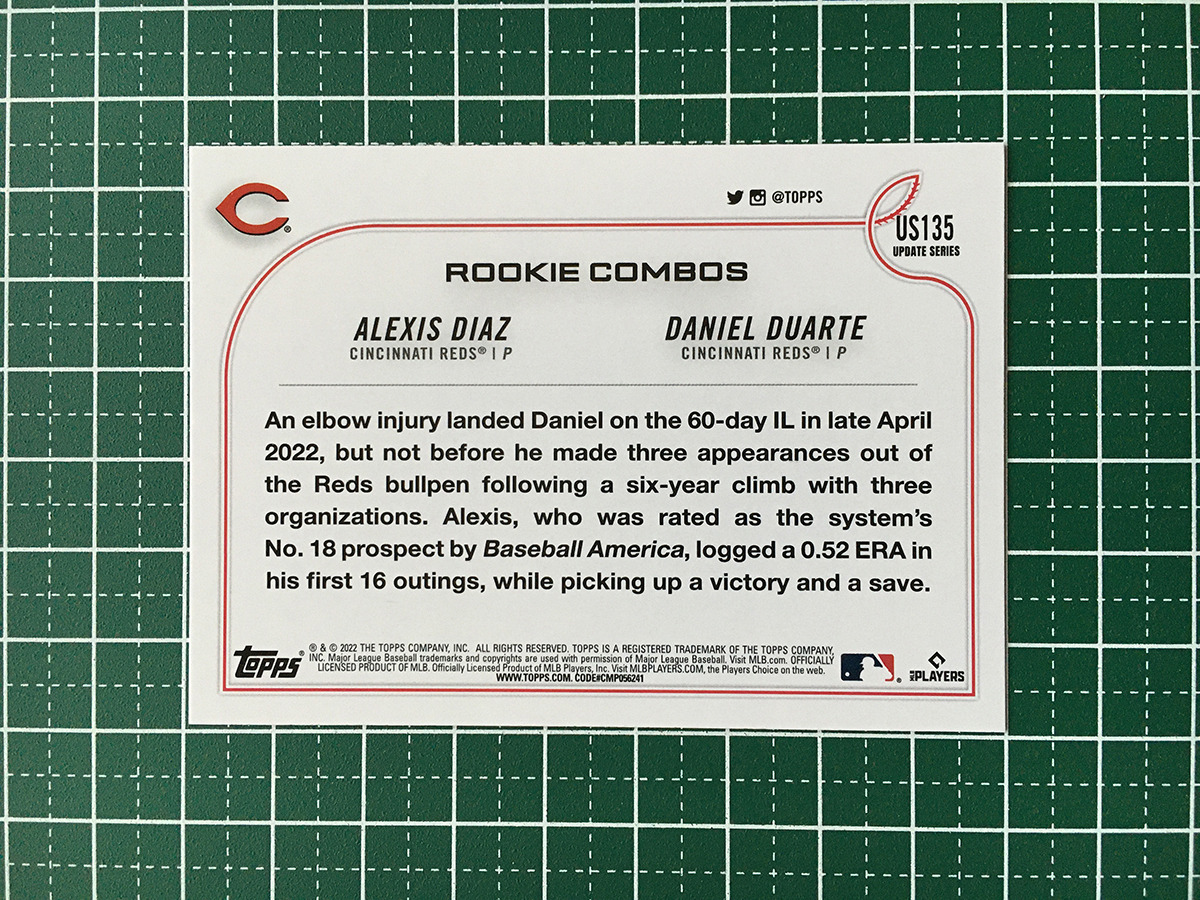 C®
@TOPPS
US135
UPDATE SERIES
ROOKIE COMBOS
ALEXIS DIAZ
CINCINNATI REDS® | P
DANIEL DUARTE
CINCINNATI REDS® | P
An elbow injury landed Daniel on the 60-day IL in late April
2022, but not before he made three appearances out of
the Reds bullpen following a six-year climb with three
organizations. Alexis, who was rated as the system's
No. 18 prospect by Baseball America, logged a 0.52 ERA in
his first 16 outings, while picking up a victory and a save.
Topps®
® & © 2022 THE TOPPS COMPANY, INC. ALL RIGHTS RESERVED. TOPPS IS A REGISTERED TRADEMARK OF THE TOPPS COMPANY,
INC. Major League Baseball trademarks and copyrights are used with permission of Major League Baseball. Visit MLB.com. OFFICIALLY
LICENSED PRODUCT OF MLB. Officially Licensed Product of MLB Players, Inc. Visit MLBPLAYERS.COM, the Players Choice on the web.
WWW.TOPPS.COM. CODE#CMP056241
®
MLB PLAYERS